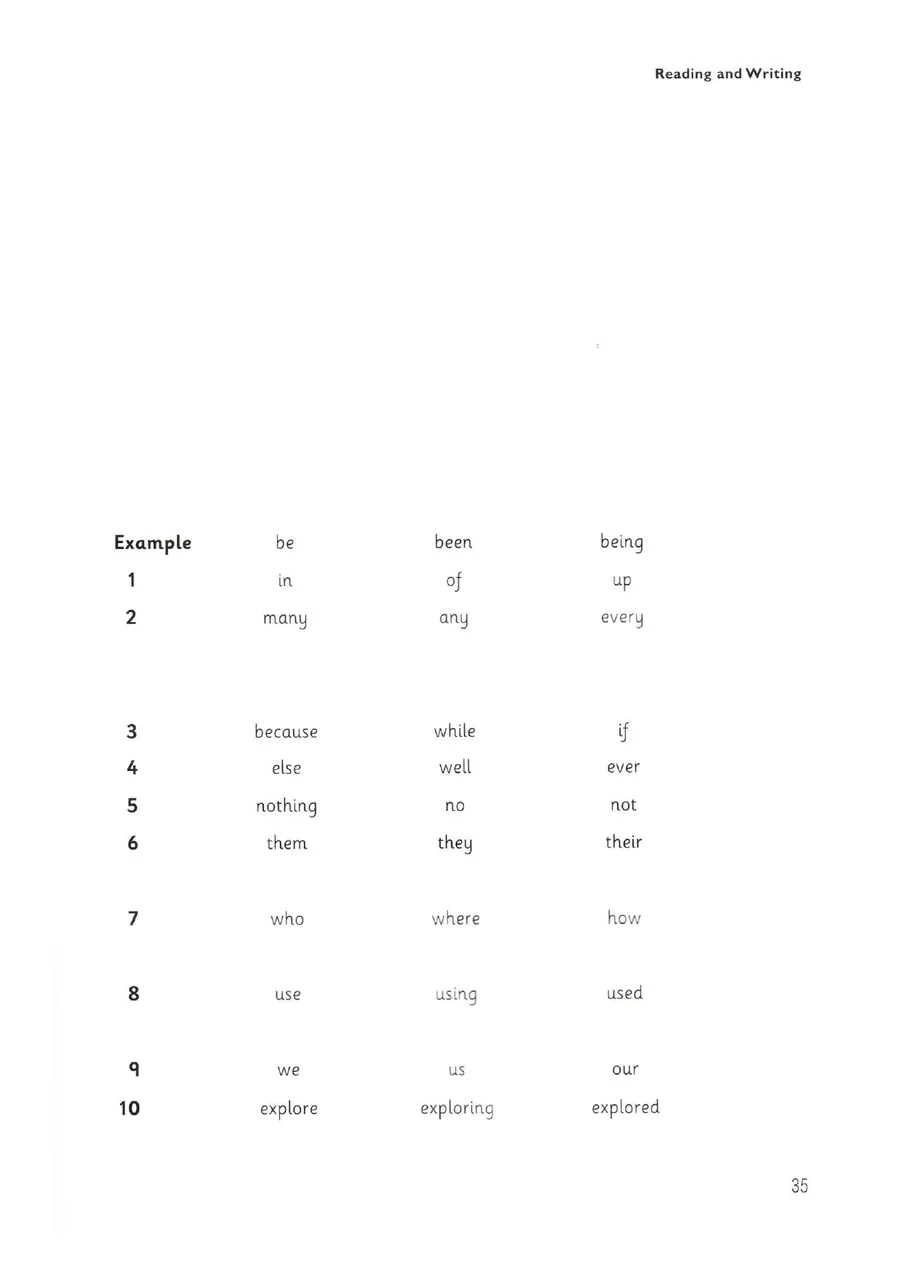 Reading and Writing
Example be been being
1 in of up
2 many any every
3 because while if
4 else well ever
5 nothing no not
6 them they their
7 who where how
8 use using used
9 we us our
10 explore exploring explored
35